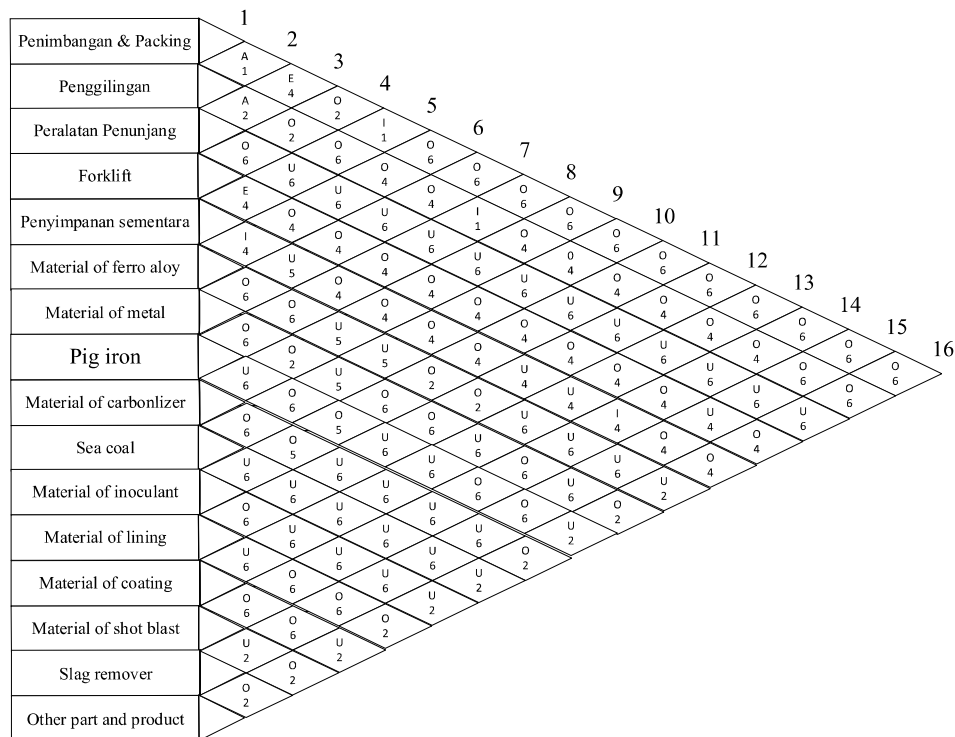 Penimbangan & Packing
Penggilingan
Peralatan Penunjang
Forklift
Penyimpanan sementara
Material of ferro aloy
Material of metal
Pig iron
Material of carbonlizer
Sea coal
Material of inoculant
Material of lining
Material of coating
Material of shot blast
Slag remover
Other part and product
1
A
1
A
2
O
6
E
4
I
4
O
6
O
6
U
6
O
6
U
6
O
6
U
6
O
6
U
2
O
2
2
E
4
O
2
U
6
O
4
U
5
O
6
O
2
O
6
O
5
U
6
U
6
O
6
O
6
O
2
3
O
2
O
6
U
6
O
4
O
4
U
5
U
5
O
5
U
6
U
6
U
6
O
6
U
2
4
I
1
O
4
U
6
O
4
O
4
U
5
O
6
U
6
U
6
U
6
U
6
O
2
5
O
6
O
4
U
6
O
4
O
4
O
2
O
6
U
6
U
6
U
6
U
2
6
O
6
I
1
U
6
O
4
O
4
O
2
U
6
O
6
U
6
U
2
7
O
6
O
4
U
6
O
4
U
4
U
6
O
6
O
6
O
2
8
O
6
0
4
U
6
O
4
U
4
U
6
U
6
U
2
9
O
6
O
4
U
6
O
4
I
4
U
6
O
2
10
O
6
O
4
U
6
O
4
O
4
U
2
11
O
6
O
4
U
6
U
4
O
4
12
O
6
O
4
U
6
O
4
13
O
6
O
6
U
6
14
O
6
O
6
15
O
6
16